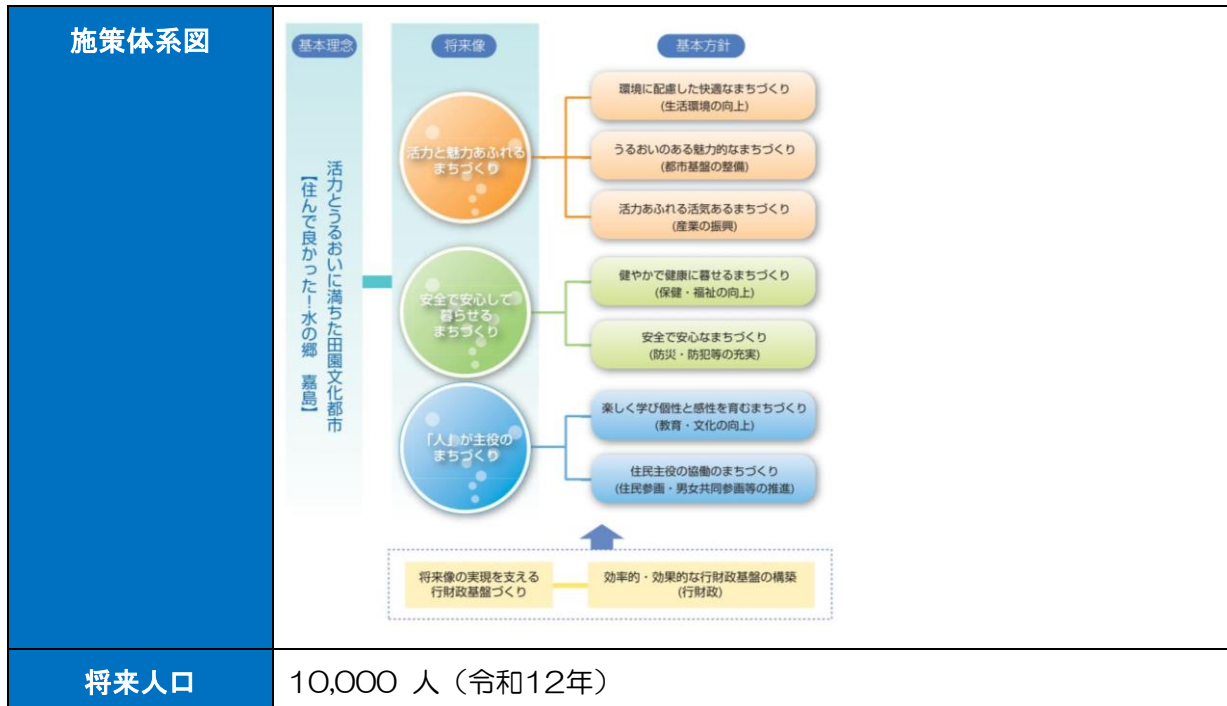 施策体系図
基本理念
将来像
基本方針
活力とうるおいに満ちた田園文化都市
【住んで良かった!水の郷 嘉島】
活力と魅力あふれる
まちづくり
環境に配慮した快適なまちづくり
(生活環境の向上)
うるおいのある魅力的なまちづくり
(都市基盤の整備)
活力あふれる活気あるまちづくり
(産業の振興)
安全で安心して
暮らせる
まちづくり
健やかで健康に暮せるまちづくり
(保健・福祉の向上)
安全で安心なまちづくり
(防災・防犯等の充実)
「人」が主役の
まちづくり
楽しく学び個性と感性を育むまちづくり
(教育・文化の向上)
住民主役の協働のまちづくり
(住民参画・男女共同参画等の推進)
将来像の実現を支える
行財政基盤づくり
効率的・効果的な行財政基盤の構築
(行財政)
将来人口
10,000 人（令和12年）